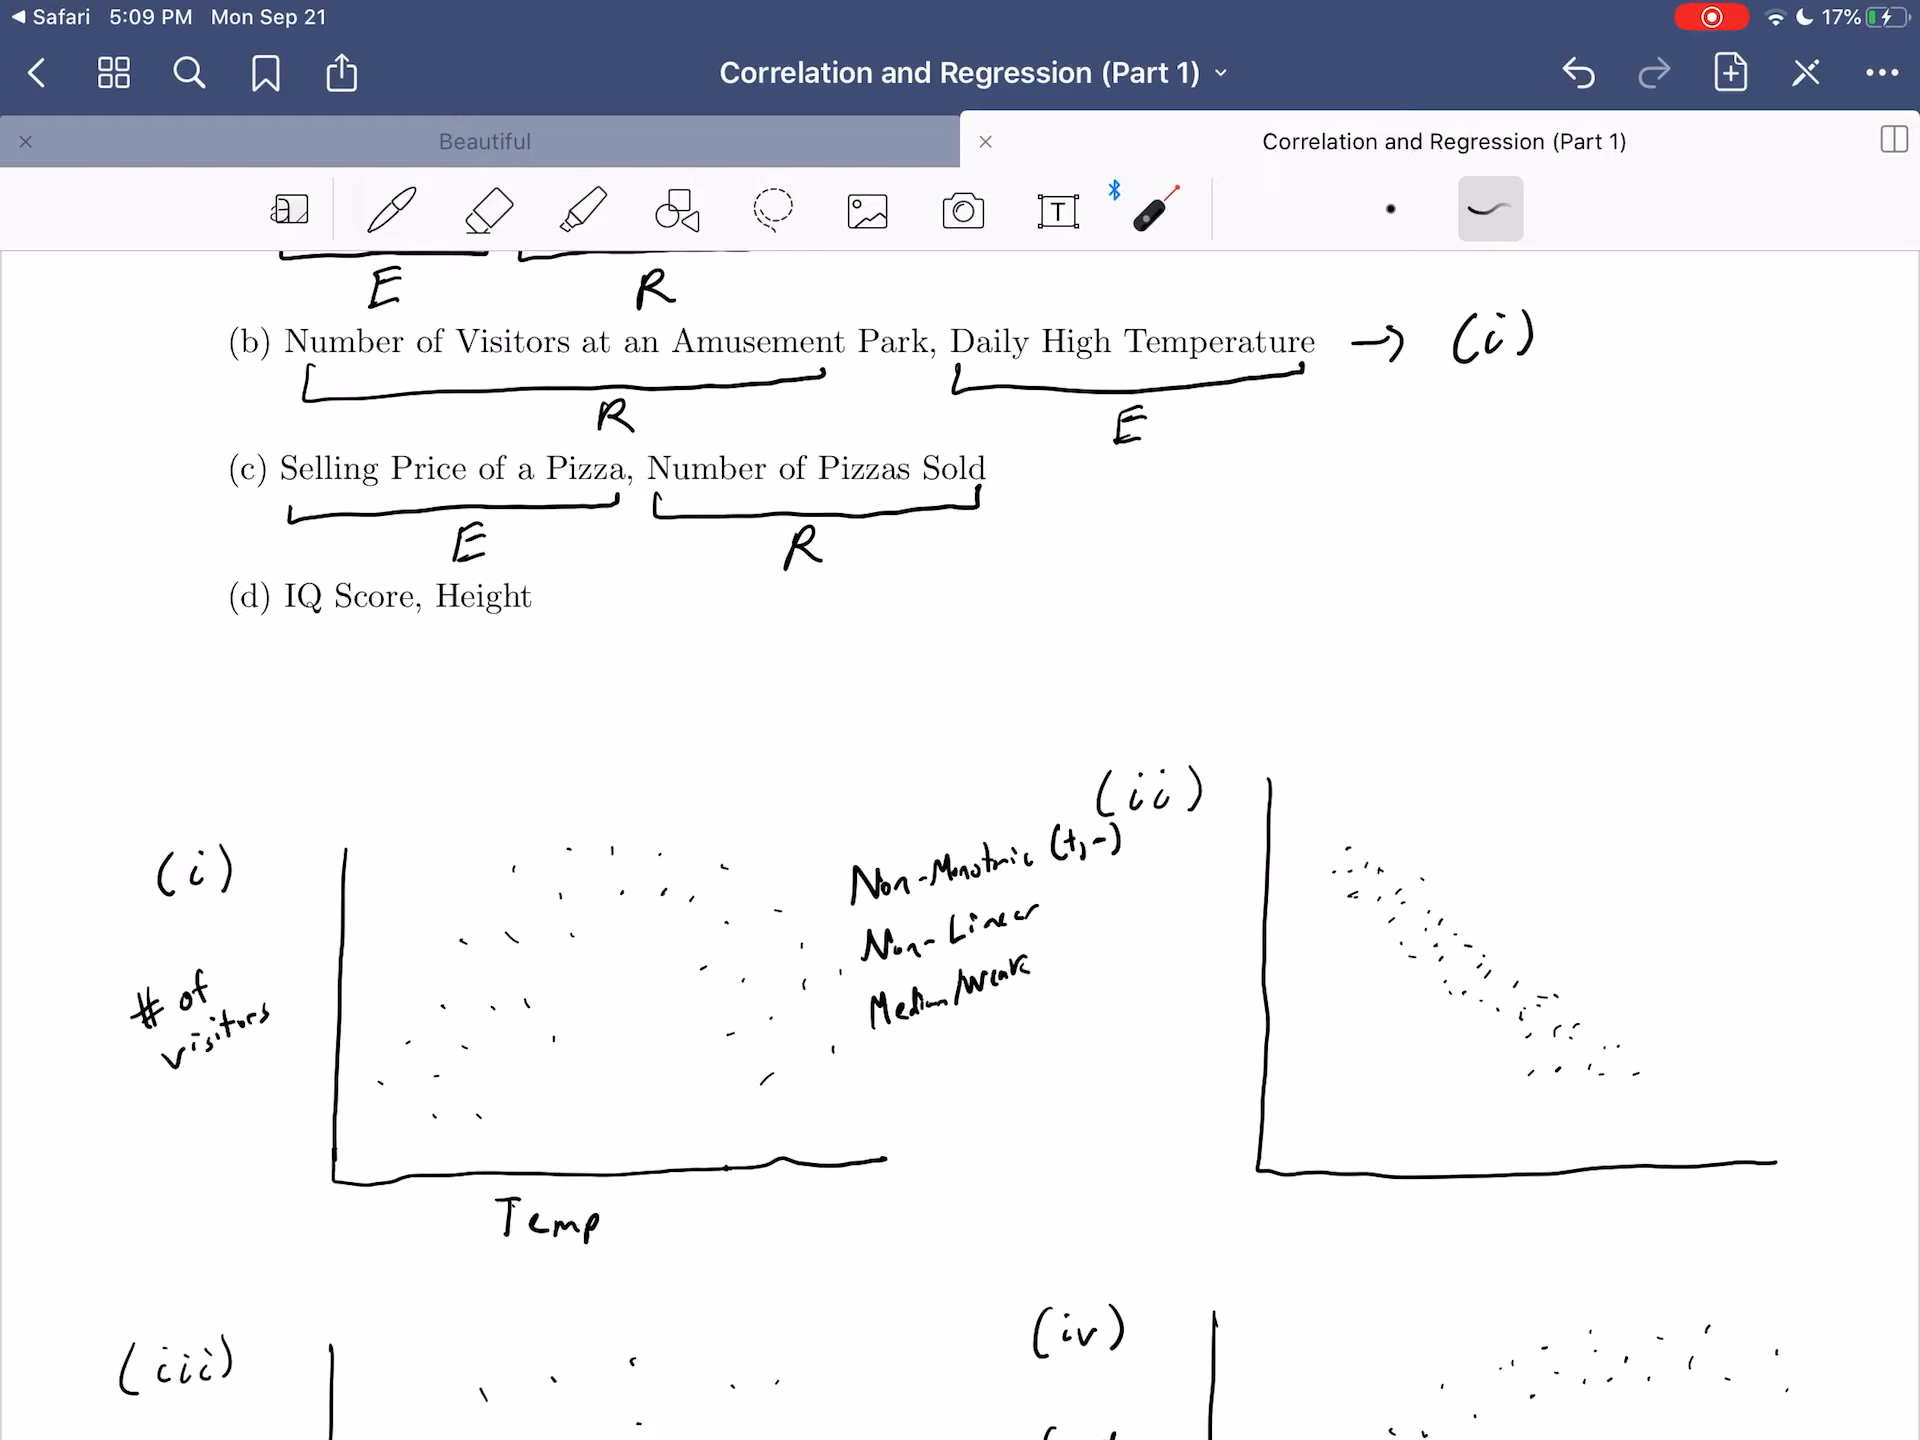 Safari 5:09 PM Mon Sep 21
17%
Correlation and Regression (Part 1)
Beautiful
Correlation and Regression (Part 1)
a
T
E R
(b) Number of Visitors at an Amusement Park, Daily High Temperature → (i)
R E
(c) Selling Price of a Pizza, Number of Pizzas Sold
E R
(d) IQ Score, Height
(i)
# of
visitors
Temp
Non-Monotonic (+,-)
Non-Linear
Medium/Weak
(ii)
(iii)
(iv)